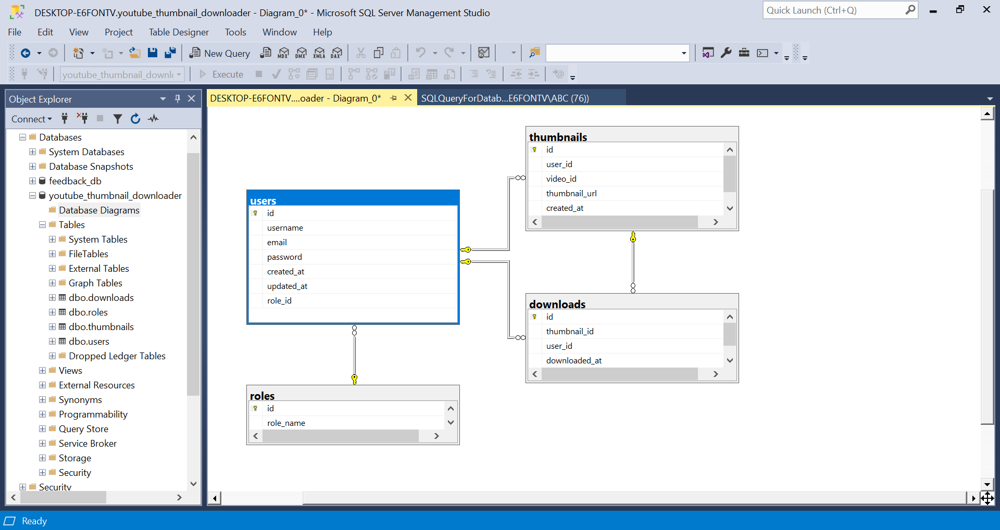 DESKTOP-E6FONTV.youtube_thumbnail_downloader - Diagram_0* - Microsoft SQL Server Management Studio
Quick Launch (Ctrl+Q)
File Edit View Project Table Designer Tools Window Help
New Query MDX DMX XMLA DAX
youtube_thumbnail_downl Execute
Object Explorer
DESKTOP-E6FONTV....oader - Diagram_0*
SQLQueryForDatab...E6FONTV\ABC (76))
Connect
Databases
System Databases
Database Snapshots
feedback_db
youtube_thumbnail_downloader
Database Diagrams
Tables
System Tables
FileTables
External Tables
Graph Tables
dbo.downloads
dbo.roles
dbo.thumbnails
dbo.users
Dropped Ledger Tables
Views
External Resources
Synonyms
Programmability
Query Store
Service Broker
Storage
Security
Security
users
id
username
email
password
created_at
updated_at
role_id
roles
id
role_name
thumbnails
id
user_id
video_id
thumbnail_url
created_at
downloads
id
thumbnail_id
user_id
downloaded_at
Ready